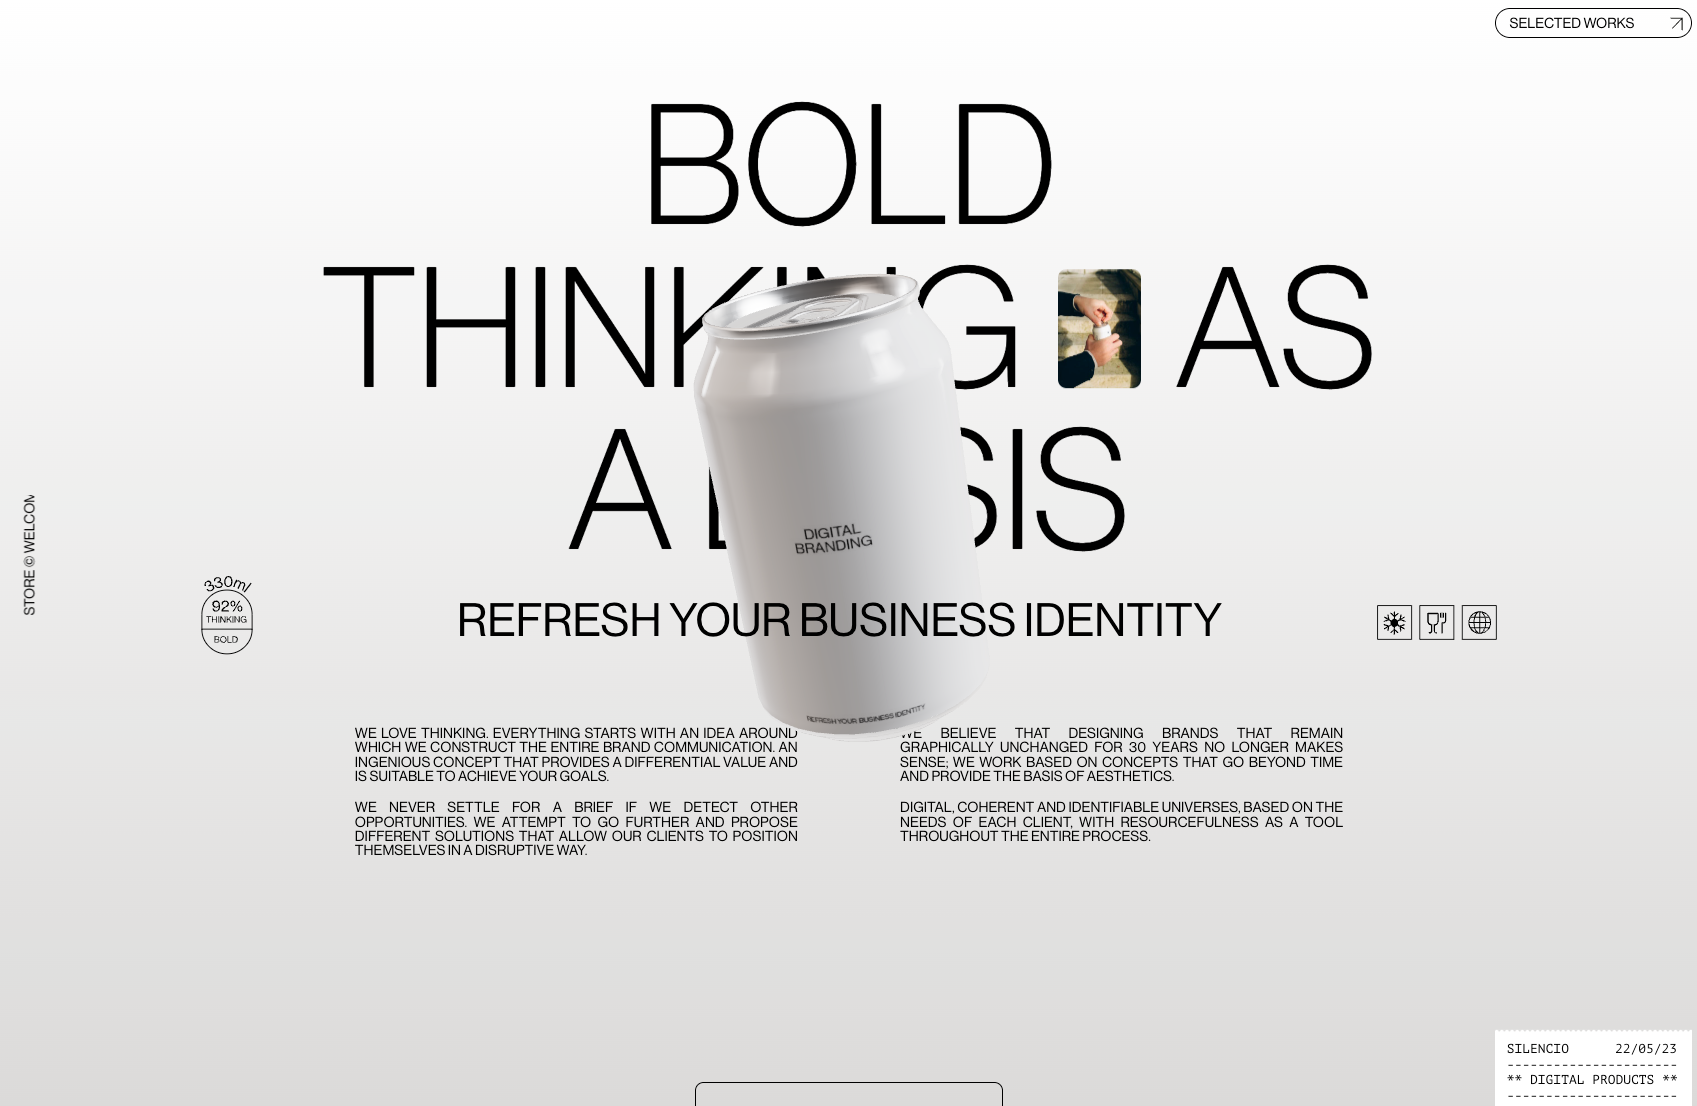 SELECTED WORKS
BOLD
AS
A
REFRESH YOUR BUSINESS IDENTITY
STORE © WELCOM
330ml
92%
THINKING
BOLD
DIGITAL
BRANDING
REFRESH YOUR BUSINESS IDENTITY
WE LOVE THINKING. EVERYTHING STARTS WITH AN IDEA AROUND
WHICH WE CONSTRUCT THE ENTIRE BRAND COMMUNICATION. AN
INGENIOUS CONCEPT THAT PROVIDES A DIFFERENTIAL VALUE AND
IS SUITABLE TO ACHIEVE YOUR GOALS.
WE NEVER SETTLE FOR A BRIEF IF WE DETECT OTHER
OPPORTUNITIES. WE ATTEMPT TO GO FURTHER AND PROPOSE
DIFFERENT SOLUTIONS THAT ALLOW OUR CLIENTS TO POSITION
THEMSELVES IN A DISRUPTIVE WAY.
WE BELIEVE THAT DESIGNING BRANDS THAT REMAIN
GRAPHICALLY UNCHANGED FOR 30 YEARS NO LONGER MAKES
SENSE; WE WORK BASED ON CONCEPTS THAT GO BEYOND TIME
AND PROVIDE THE BASIS OF AESTHETICS.
DIGITAL, COHERENT AND IDENTIFIABLE UNIVERSES, BASED ON THE
NEEDS OF EACH CLIENT, WITH RESOURCEFULNESS AS A TOOL
THROUGHOUT THE ENTIRE PROCESS.
SILENCIO 22/05/23
** DIGITAL PRODUCTS **